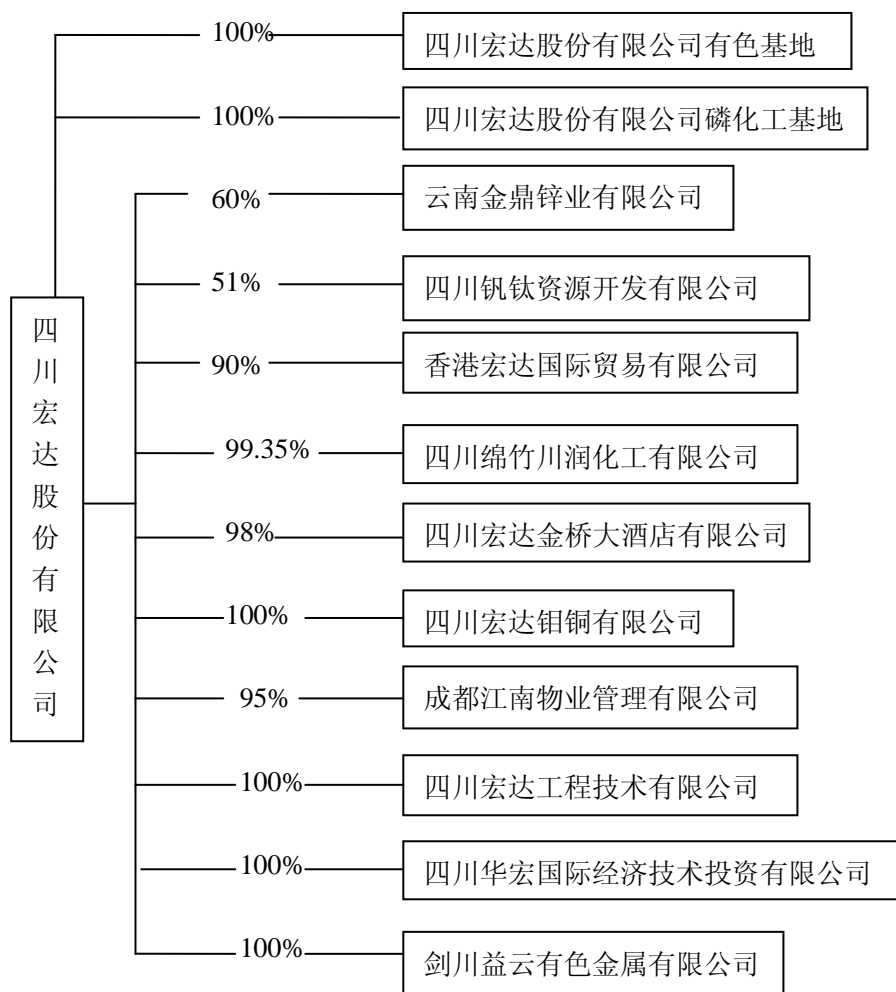 100%
四川宏达股份有限公司有色基地
100%
四川宏达股份有限公司磷化工基地
60%
云南金鼎锌业有限公司
51%
四川钒钛资源开发有限公司
90%
香港宏达国际贸易有限公司
99.35%
四川绵竹川润化工有限公司
四川宏达股份有限公司
98%
四川宏达金桥大酒店有限公司
100%
四川宏达钼铜有限公司
95%
成都江南物业管理有限公司
100%
四川宏达工程技术有限公司
100%
四川华宏国际经济技术投资有限公司
100%
剑川益云有色金属有限公司